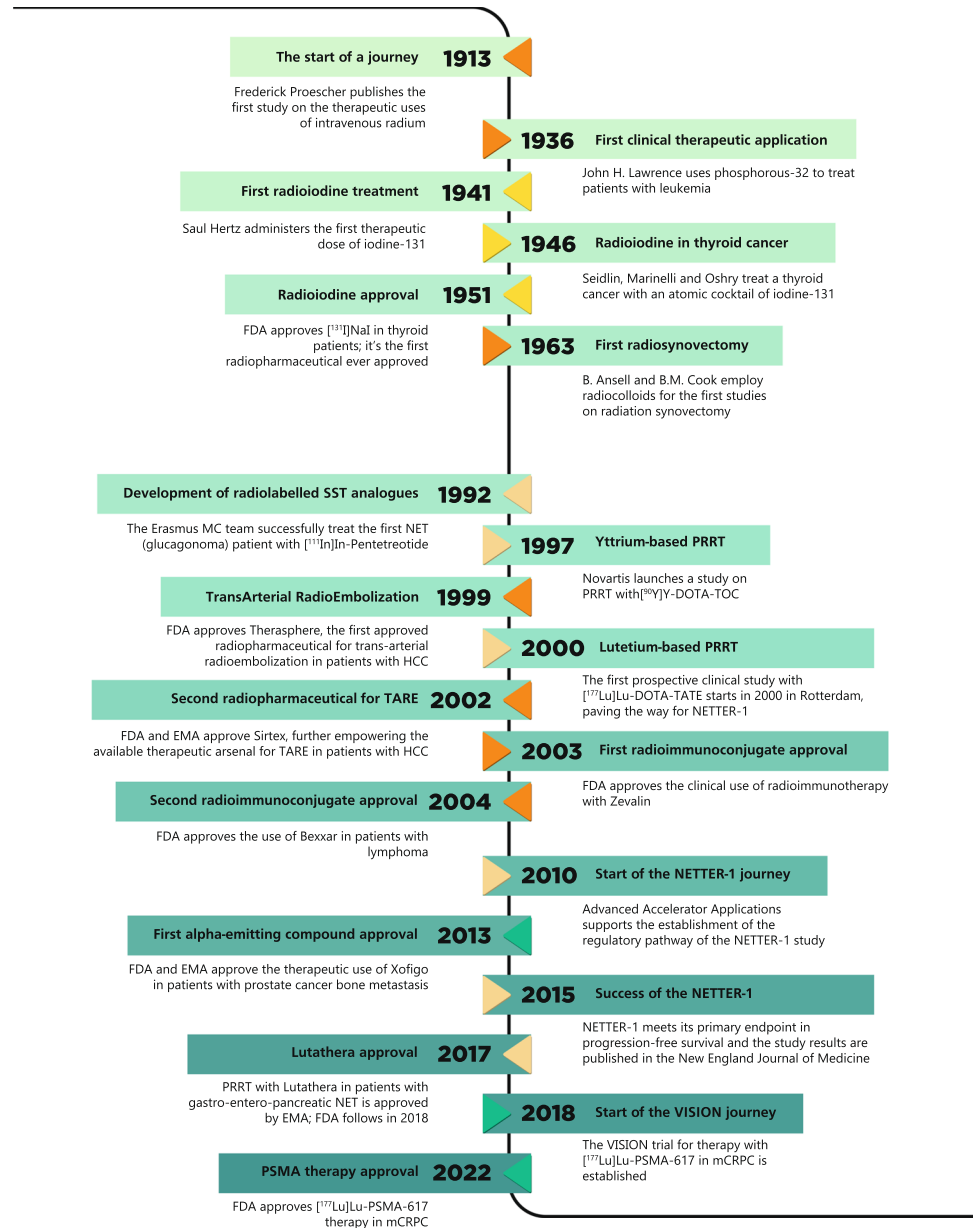 The start of a journey 1913
Frederick Proescher publishes the
first study on the therapeutic uses
of intravenous radium
1936 First clinical therapeutic application
John H. Lawrence uses phosphorous-32 to treat
patients with leukemia
First radioiodine treatment 1941
Saul Hertz administers the first therapeutic
dose of iodine-131
1946 Radioiodine in thyroid cancer
Seidlin, Marinelli and Oshry treat a thyroid
cancer with an atomic cocktail of iodine-131
Radioiodine approval 1951
FDA approves [¹³¹I]NaI in thyroid
patients; it's the first
radiopharmaceutical ever approved
1963 First radiosynovectomy
B. Ansell and B.M. Cook employ
radiocolloids for the first studies
on radiation synovectomy
Development of radiolabelled SST analogues 1992
The Erasmus MC team successfully treat the first NET
(glucagonoma) patient with [¹¹¹In]In-Pentetreotide
1997 Yttrium-based PRRT
Novartis launches a study on
PRRT with[⁹⁰Y]Y-DOTA-TOC
TransArterial RadioEmbolization 1999
FDA approves Therasphere, the first approved
radiopharmaceutical for trans-arterial
radioembolization in patients with HCC
2000 Lutetium-based PRRT
The first prospective clinical study with
[¹⁷⁷Lu]Lu-DOTA-TATE starts in 2000 in Rotterdam,
paving the way for NETTER-1
Second radiopharmaceutical for TARE 2002
FDA and EMA approve Sirtex, further empowering the
available therapeutic arsenal for TARE in patients with HCC
2003 First radioimmunoconjugate approval
FDA approves the clinical use of radioimmunotherapy
with Zevalin
Second radioimmunoconjugate approval 2004
FDA approves the use of Bexxar in patients with
lymphoma
2010 Start of the NETTER-1 journey
Advanced Accelerator Applications
supports the establishment of the
regulatory pathway of the NETTER-1 study
First alpha-emitting compound approval 2013
FDA and EMA approve the therapeutic use of Xofigo
in patients with prostate cancer bone metastasis
2015 Success of the NETTER-1
NETTER-1 meets its primary endpoint in
progression-free survival and the study results are
published in the New England Journal of Medicine
Lutathera approval 2017
PRRT with Lutathera in patients with
gastro-entero-pancreatic NET is approved
by EMA; FDA follows in 2018
2018 Start of the VISION journey
The VISION trial for therapy with
[¹⁷⁷Lu]Lu-PSMA-617 in mCRPC is
established
PSMA therapy approval 2022
FDA approves [¹⁷⁷Lu]Lu-PSMA-617
therapy in mCRPC